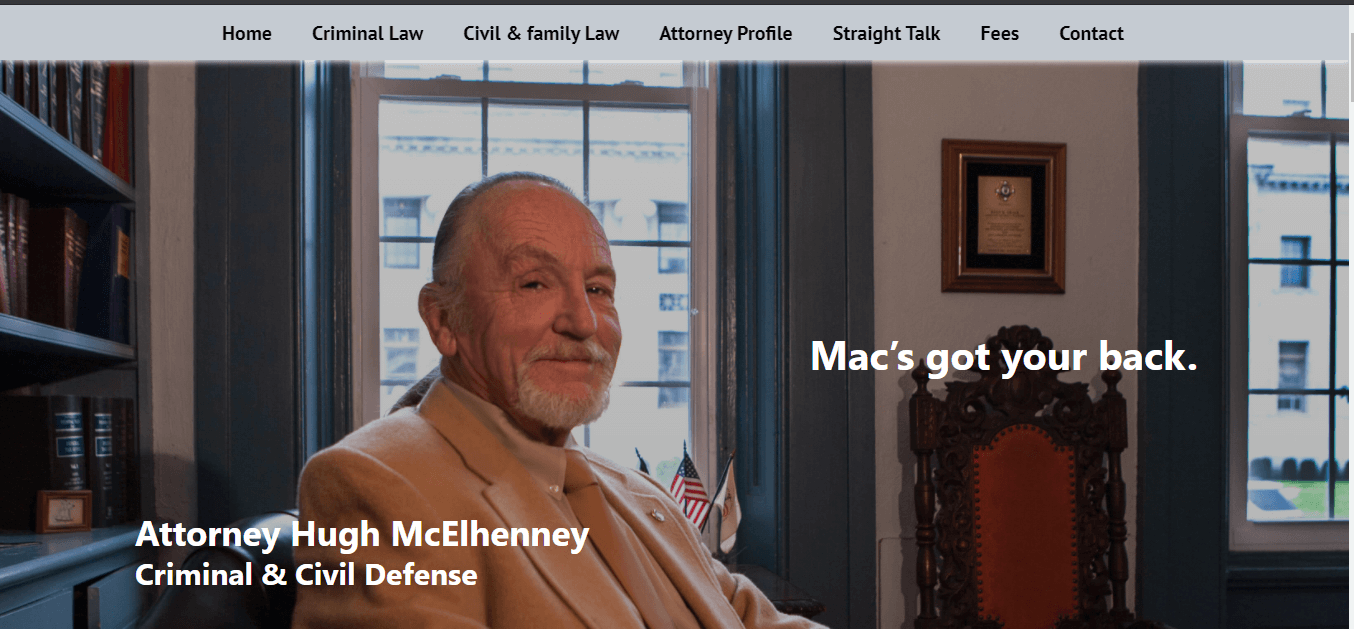 Home Criminal Law Civil & family Law Attorney Profile Straight Talk Fees Contact
Mac's got your back.
Attorney Hugh McElhenney
Criminal & Civil Defense